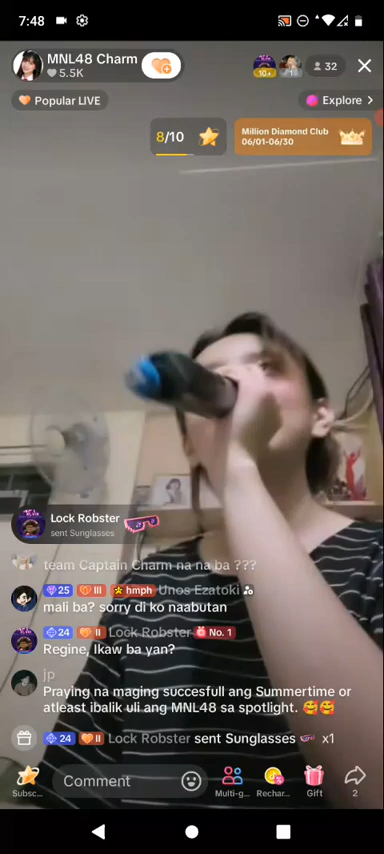 7:48
MNL48 Charm
5.5K
10+
32
Popular LIVE
Explore >
8/10
Million Diamond Club
06/01-06/30
Lock Robster
sent Sunglasses
team Captain Charm na na ba ???
25 III hmph Unos Ezatoki
mali ba? sorry di ko naabutan
24 II Lock Robster No. 1
Regine, Ikaw ba yan?
jp
Praying na maging succesfull ang Summertime or
atleast ibalik uli ang MNL48 sa spotlight. 🥰🥰
24 II Lock Robster sent Sunglasses x1
Comment
Subsc...
Multi-g...
Rechar...
Gift
2